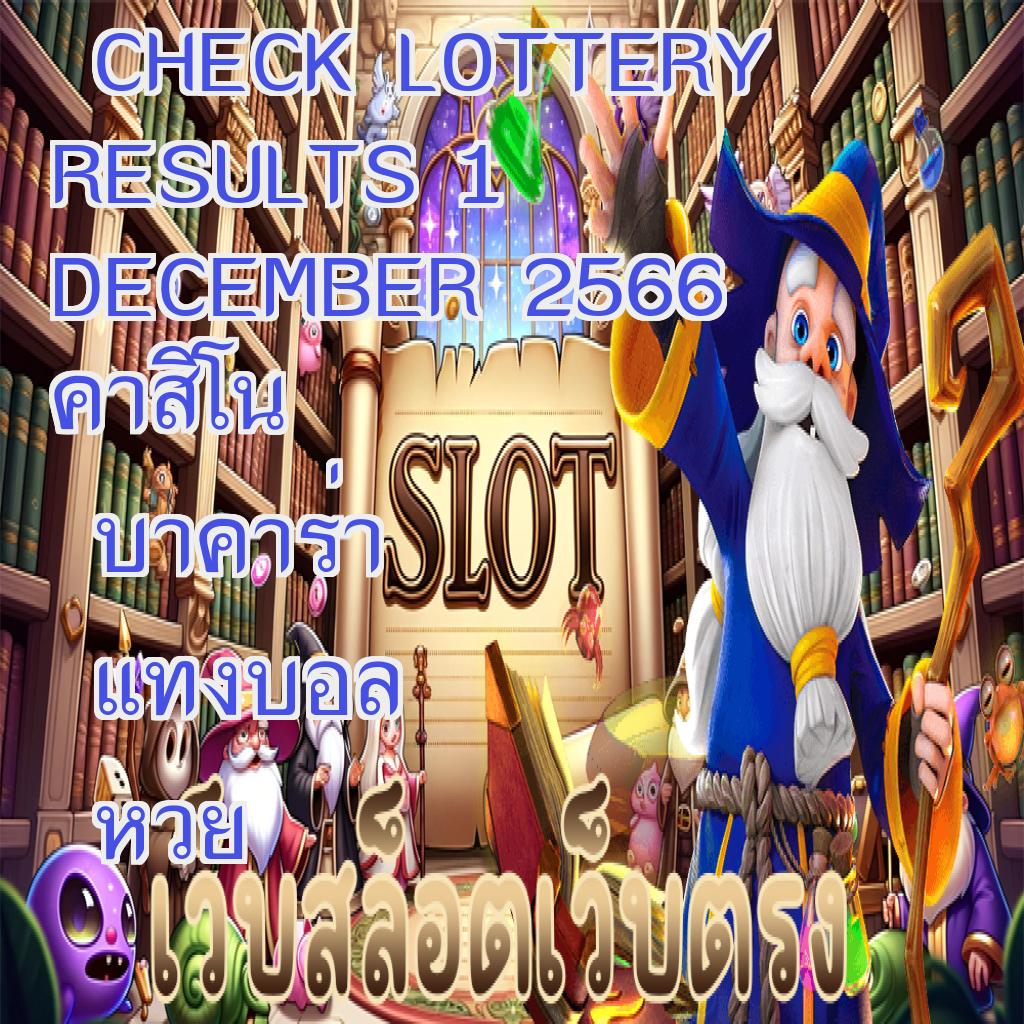 CHECK LOTTERY
RESULTS 1
DECEMBER 2566
คาสิโน
บาคาร่า
SLOT
แทงบอล
หวย
เว็บสล็อตเว็บตรง